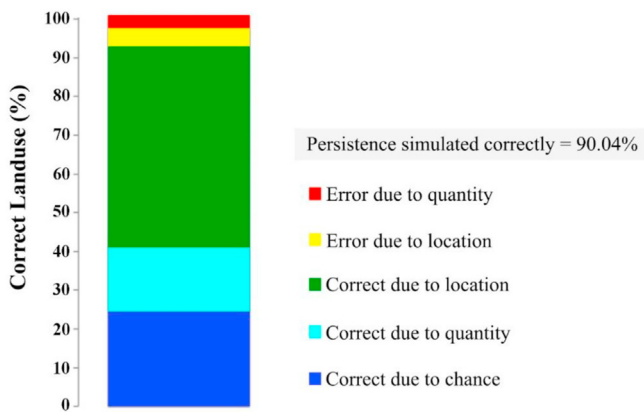 Correct Landuse (%)
100
90
80
70
60
50
40
30
20
10
0
Persistence simulated correctly = 90.04%
Error due to quantity
Error due to location
Correct due to location
Correct due to quantity
Correct due to chance